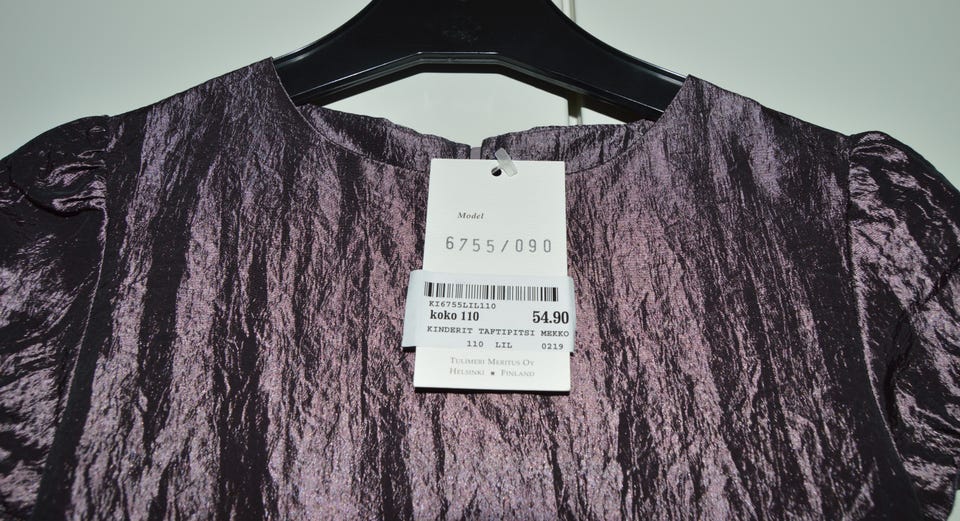 Model
6755/090
KI6755LIL110
koko 110 54.90
KINDERIT TAFTIPITSI MEKKO
110 LIL 0219
TULIMERI MERITUS OY
HELSINKI ★ FINLAND